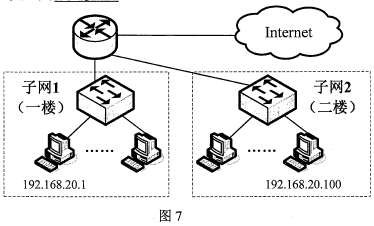 Internet
子网1
（一楼）
子网2
（二楼）
……
……
192.168.20.1
192.168.20.100
图 7